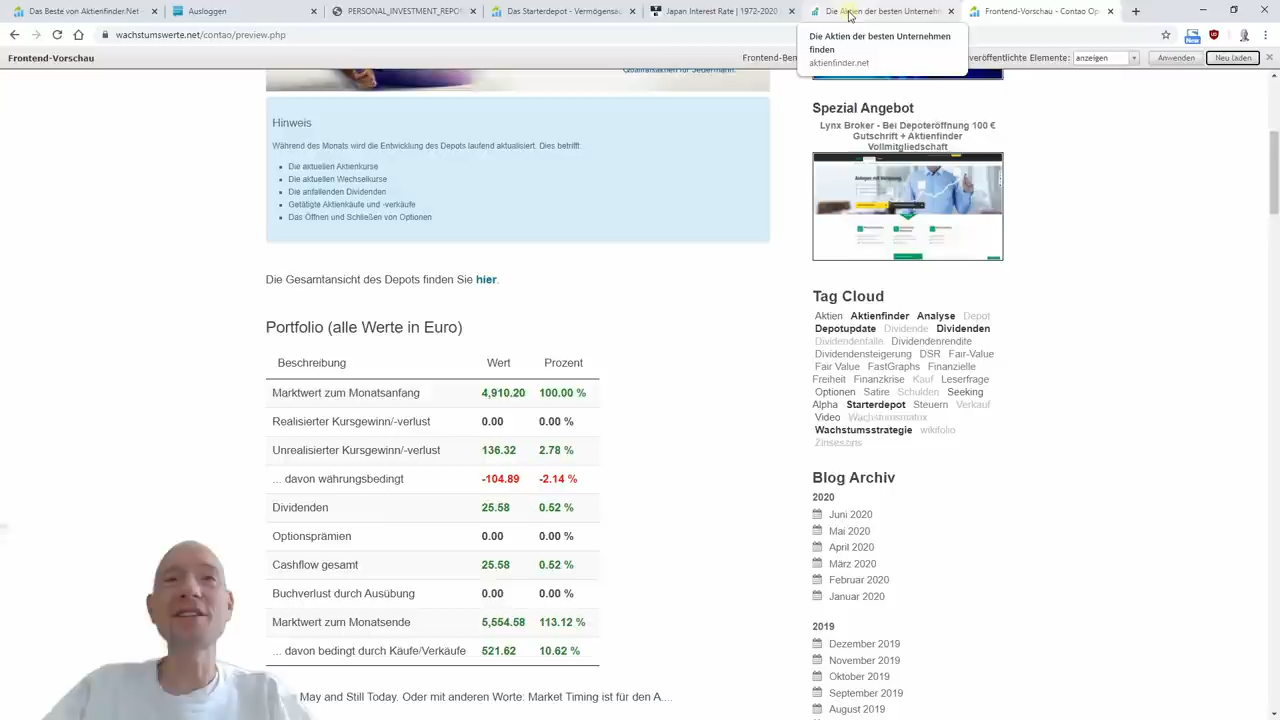 Das Best von Aktien Int Net
Ausloggen
PERSONAL_INVESTMENT_REPO
Das Starterdepot - Vermögensau
Japan Interest Rate | 1972-2020
Frontend-Vorschau - Contao Op
wachstumswerte.net/contao/preview.php
Die Aktien der besten Unternehmen
finden
aktienfinder.net
Frontend-Vorschau
Frontend-Ben
eröffentlichte Elemente:
anzeigen
Anwenden
Neu laden
Spezial Angebot
Lynx Broker - Bei Depoteröffnung 100 €
Gutschrift + Aktienfinder
Vollmitgliedschaft
Hinweis
Während des Monats wird die Entwicklung des Depots laufend aktualisiert. Dies betrifft:
Die aktuellen Aktienkurse
Die aktuellen Wechselkurse
Die anfallenden Dividenden
Getätigte Aktienkäufe und -verkäufe
Das Öffnen und Schließen von Optionen
Die Gesamtansicht des Depots finden Sie hier.
Portfolio (alle Werte in Euro)
Beschreibung Wert Prozent
Marktwert zum Monatsanfang 4,910.20 100.00 %
Realisierter Kursgewinn/-verlust 0.00 0.00 %
Unrealisierter Kursgewinn/-verlust 136.32 2.78 %
... davon währungsbedingt -104.89 -2.14 %
Dividenden 25.58 0.52 %
Optionsprämien 0.00 0.00 %
Cashflow gesamt 25.58 0.52 %
Buchverlust durch Ausübung 0.00 0.00 %
Marktwert zum Monatsende 5,554.58 113.12 %
... davon bedingt durch Käufe/Verkäufe 521.62 10.62 %
May and Still Today. Oder mit anderen Worte: Market Timing ist für den A....
Tag Cloud
Aktien Aktienfinder Analyse Depot
Depotupdate Dividende Dividenden
Dividendenfalle Dividendenrendite
Dividendensteigerung DSR Fair-Value
Fair Value FastGraphs Finanzielle
Freiheit Finanzkrise Kauf Leserfrage
Optionen Satire Schulden Seeking
Alpha Starterdepot Steuern Verkauf
Video Wachstumsmatrix
Wachstumsstrategie wikifolio
Zinseszins
Blog Archiv
2020
Juni 2020
Mai 2020
April 2020
März 2020
Februar 2020
Januar 2020
2019
Dezember 2019
November 2019
Oktober 2019
September 2019
August 2019